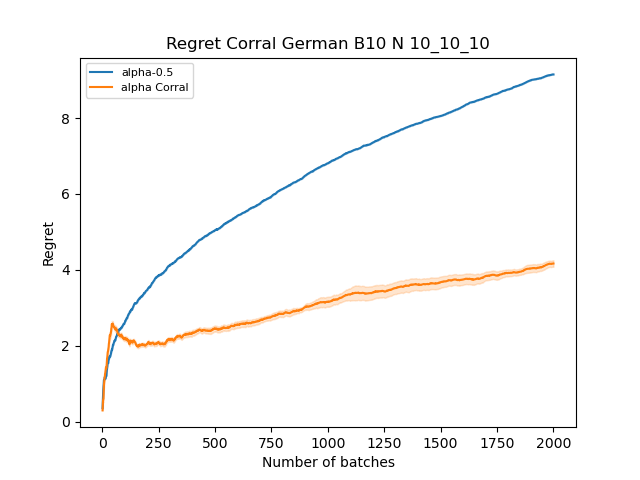 Regret Corral German B10 N 10_10_10
alpha-0.5
alpha Corral
8
6
4
2
0
Regret
0 250 500 750 1000 1250 1500 1750 2000
Number of batches